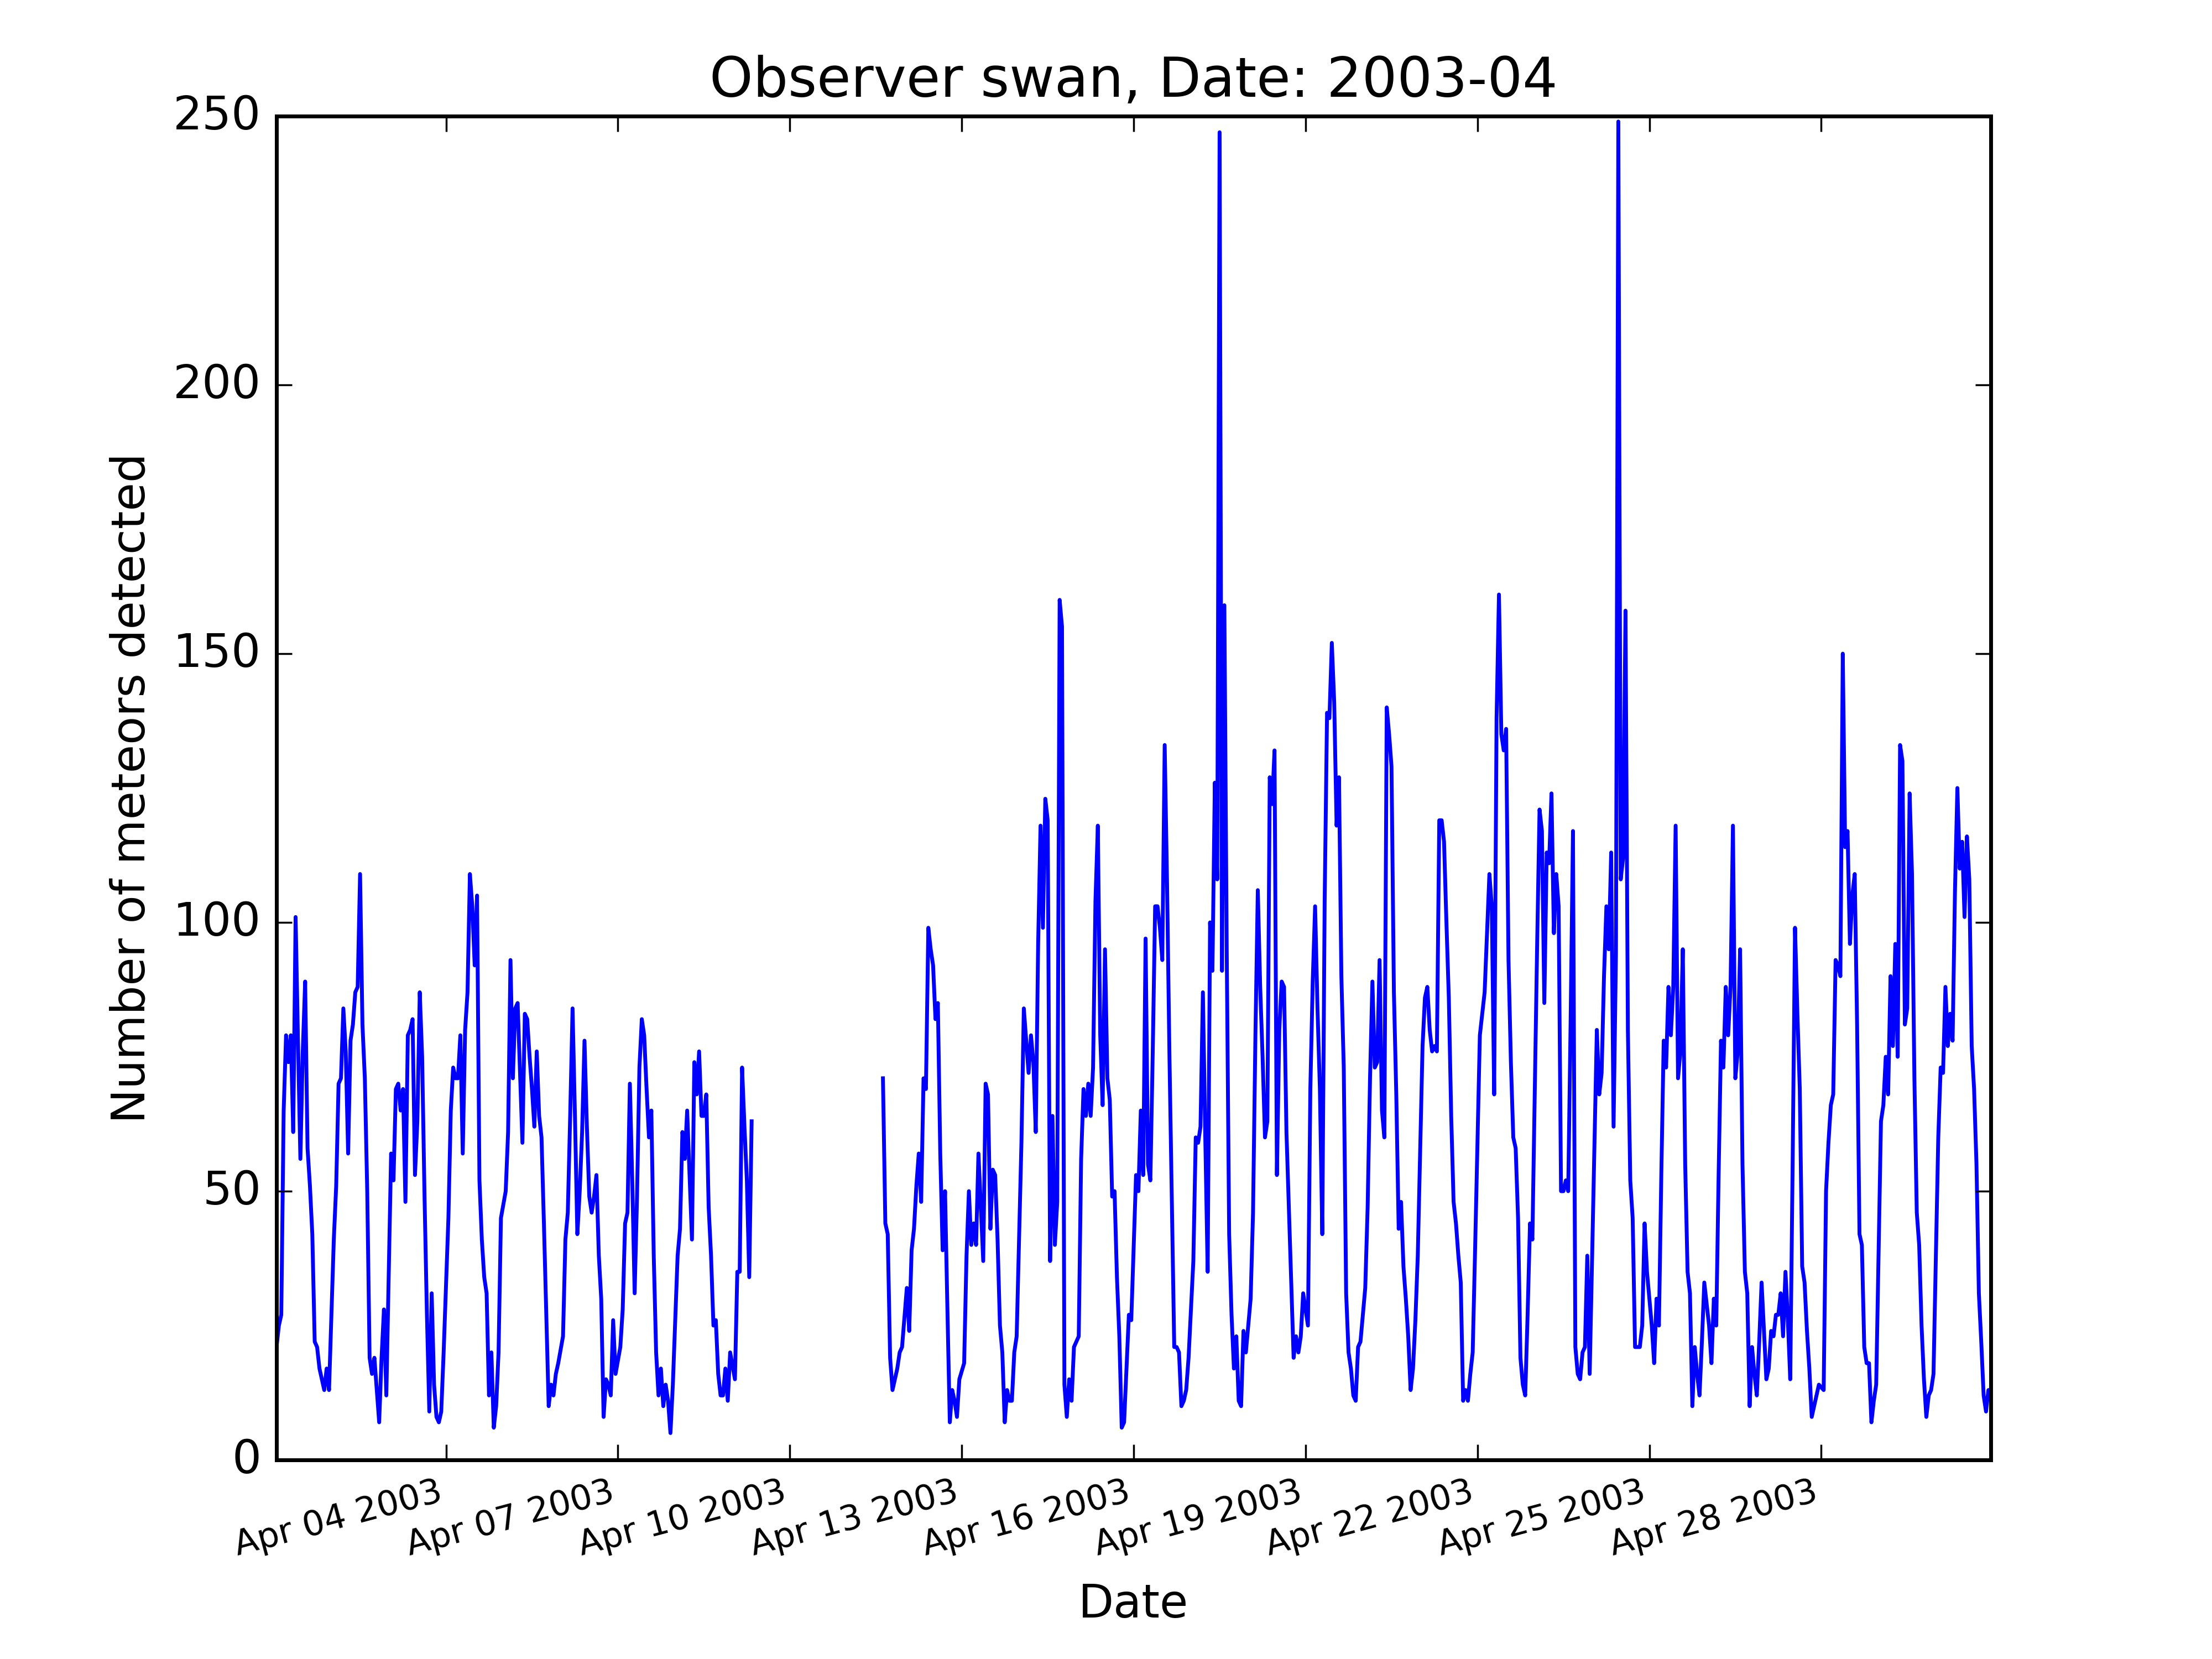 Observer swan, Date: 2003-04
250
200
150
100
50
0
Number of meteors detected
Apr 04 2003
Apr 07 2003
Apr 10 2003
Apr 13 2003
Apr 16 2003
Apr 19 2003
Apr 22 2003
Apr 25 2003
Apr 28 2003
Date